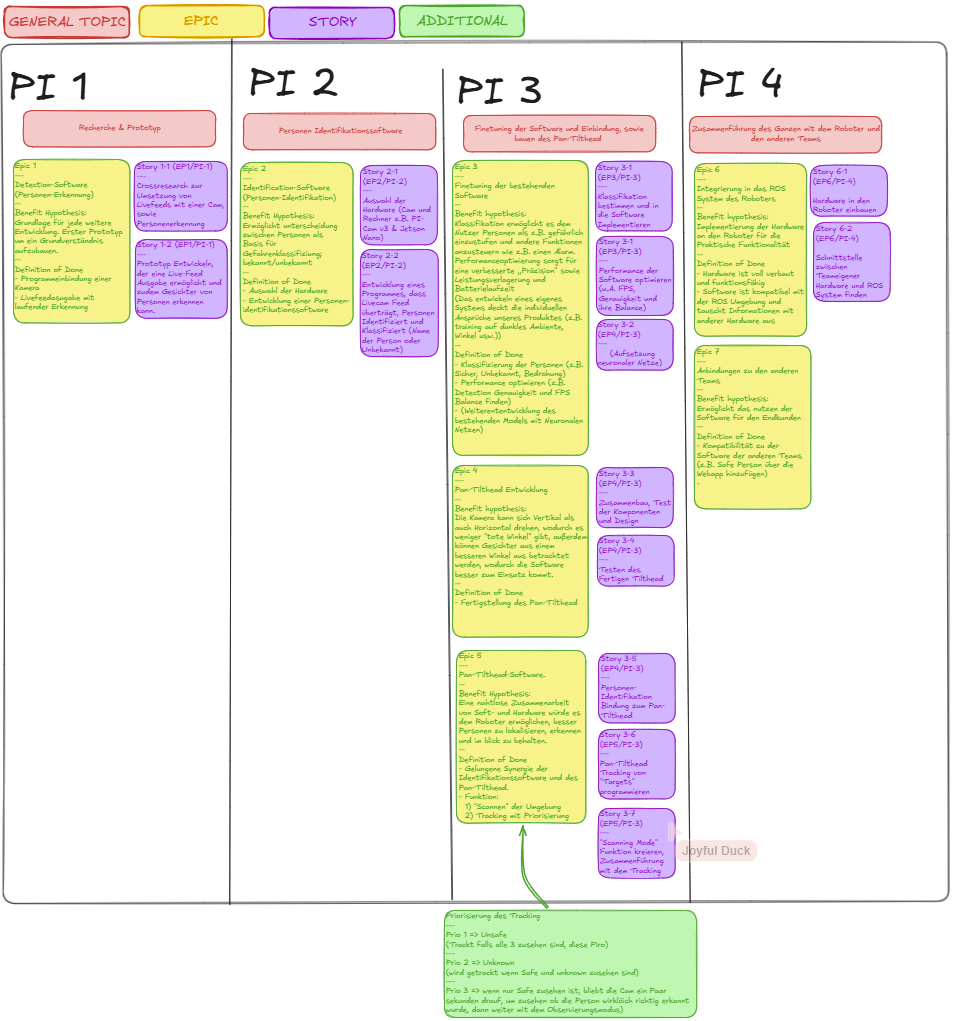 GENERAL TOPIC
EPIC
STORY
ADDITIONAL
PI 1
Recherche & Prototyp
Epic 1
---
Detection-Software
(Personen-Erkennung)
--
Benefit Hypothesis:
Grundlage für jede weitere
Entwicklung. Erster Prototyp
um ein Grundverständnis
aufzubauen.
--
Definition of Done
- Programmeinbindung einer
Kamera
- Livefeedasugabe mit
laufender Erkennung
Story 1-1 (EP1/PI-1)
---
Crossresearch zur
Umsetzung von
Livefeeds mit einer Cam,
sowie
Personenerkennung
Story 1-2 (EP1/PI-1)
---
Prototyp Entwickeln,
der eine Live-Feed
Ausgabe ermöglicht und
zudem Gesichter von
Personen erkennen
kann.
PI 2
Personen Identifikationssoftware
Epic 2
---
Identification-Software
(Personen-Identifikation)
--
Benefit Hypothesis:
Ermöglicht unterscheidung
zwischen Personen als
Basis für
Gefahrenklassifizierung;
bekannt/unbekannt
--
Definition of Done
- Auswahl der Hardware
- Entwicklung einer Personen-
identifikationssoftware
Story 2-1
(EP2/PI-2)
---
Auswahl der
Hardware (Cam und
Rechner z.B. PI-
Cam v3 & Jetson
Nano)
Story 2-2
(EP2/PI-2)
---
Entwicklung eines
Programmes, dass
Livecam Feed
überträgt, Personen
Identifiziert und
Klassifiziert (Name
der Person oder
Unbekannt)
PI 3
Finetuning der Software und Einbindung, sowie
bauen des Pan-Tilthead
Epic 3
---
Finetuning der bestehenden
Software
--
Benefit hypothesis:
Klassifikation ermöglicht es dem
Nutzer Personen als z.B. gefährlich
einzustufen und andere Funktionen
anzusteuern wie z.B. einen Alarm.
Performanceoptimierung sorgt für
eine verbesserte „Präzision" sowie
Leistungsverlagerung und
Batterielaufzeit
(Das entwickeln eines eigenes
Systems deckt die individuellen
Ansprüche unseres Produktes (z.B.
training auf dunkles Ambiente,
Winkel usw.))
--
Definition of Done
- Klassifizierung der Personen (z.B.
Sicher, Unbekannt, Bedrohung)
- Performance optimieren (z.B.
Detection Genauigkeit und FPS
Balance finden)
- (Weiterententwicklung des
bestehenden Models mit Neuronalen
Netzen)
Story 3-1
(EP3/PI-3)
---
Klassifikation
bestimmen und in
die Software
Implementieren
Story 3-1
(EP3/PI-3)
---
Performance der
Software optimieren
(u.A. FPS,
Genauigkeit und
ihre Balance)
Story 3-2
(EP4/PI-3)
---
(Aufsetzung
neuronaler Netze)
Epic 4
---
Pan-Tilthead Entwicklung
--
Benefit hypothesis:
Die Kamera kann sich Vertikal als
auch Horizontal drehen, wodurch es
weniger "tote Winkel" gibt, außerdem
können Gesichter aus einem
besseren Winkel aus betrachtet
werden, wodurch die Software
besser zum Einsatz kommt.
--
Definition of Done
- Fertigstellung des Pan-Tilthead
Story 3-3
(EP4/PI-3)
---
Zusammenbau, Test
der Komponenten
und Design
Story 3-4
(EP4/PI-3)
---
Testen des
Fertigen Tilthead
Epic 5
---
Pan-Tilthead-Software.
--
Benefit Hypothesis:
Eine nahtlose Zusammenarbeit
von Soft- und Hardware würde es
dem Roboter ermöglichen, besser
Personen zu lokalisieren, erkennen
und im blick zu behalten.
--
Definition of Done
- Gelungene Synergie der
Identifikationssoftware und des
Pan-Tilthead.
- Funktion:
1) "Scannen" der Umgebung
2) Tracking mit Priorisierung
Story 3-5
(EP4/PI-3)
---
Personen-
Identifikation
Bindung zum Pan-
Tilthead
Story 3-6
(EP5/PI-3)
---
Pan-Tilthead
Tracking von
"Targets"
programmieren
Story 3-7
(EP5/PI-3)
---
"Scanning Mode"
Funktion kreieren,
Zusammenführung
mit dem Tracking
Joyful Duck
PI 4
Zusammenführung des Ganzen mit dem Roboter und
den anderen Teams
Epic 6
---
Integrierung in das ROS
System des Roboters
--
Benefit hypothesis:
Implementierung der Hardware
an den Roboter für die
Praktische Funktionalität
--
Definition of Done
- Hardware ist voll verbaut
und funktionsfähig
- Software ist kompatibel mit
der ROS Umgebung und
tauscht Informationen mit
anderer Hardware aus
Story 6-1
(EP6/PI-4)
Hardware in den
Roboter einbauen
Story 6-2
(EP6/PI-4)
Schnittstelle
zwischen
Teameigener
Hardware und ROS
System finden
Epic 7
---
Anbindungen zu den anderen
Teams
--
Benefit hypothesis:
Ermöglicht das nutzen der
Software für den Endkunden
--
Definition of Done
- Kompatibilität zu der
Software der anderen Teams
(z.B. Safe Person über die
Webapp hinzufügen)
-
Priorisierung des Tracking
---
Prio 1 => Unsafe
(Trackt falls alle 3 zusehen sind, diese Piro)
---
Prio 2 => Unknown
(wird getrackt wenn Safe und unknown zusehen sind)
---
Prio 3 => wenn nur Safe zusehen ist, bliebt die Cam ein Paar
sekunden drauf, um zusehen ob die Person wirklöich richtig erkannt
wurde, dann weiter mit dem Observierungsmodus)